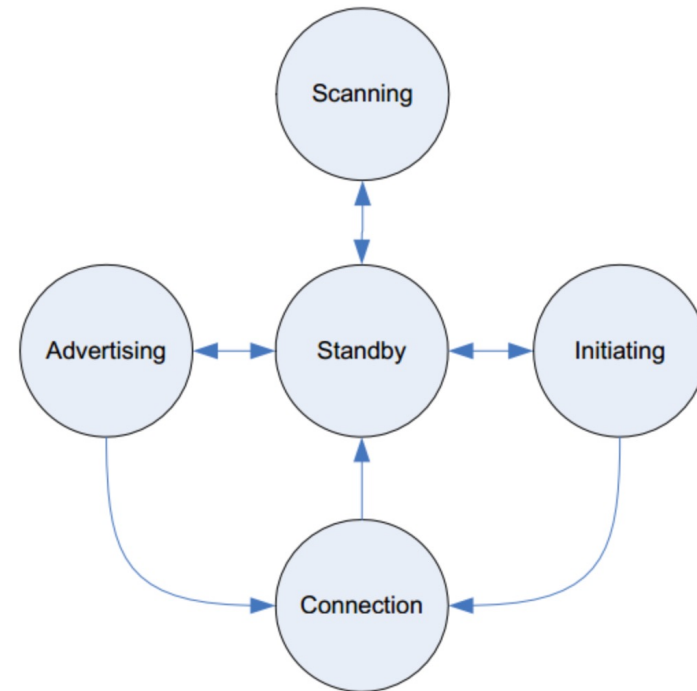 Scanning
Advertising
Standby
Initiating
Connection